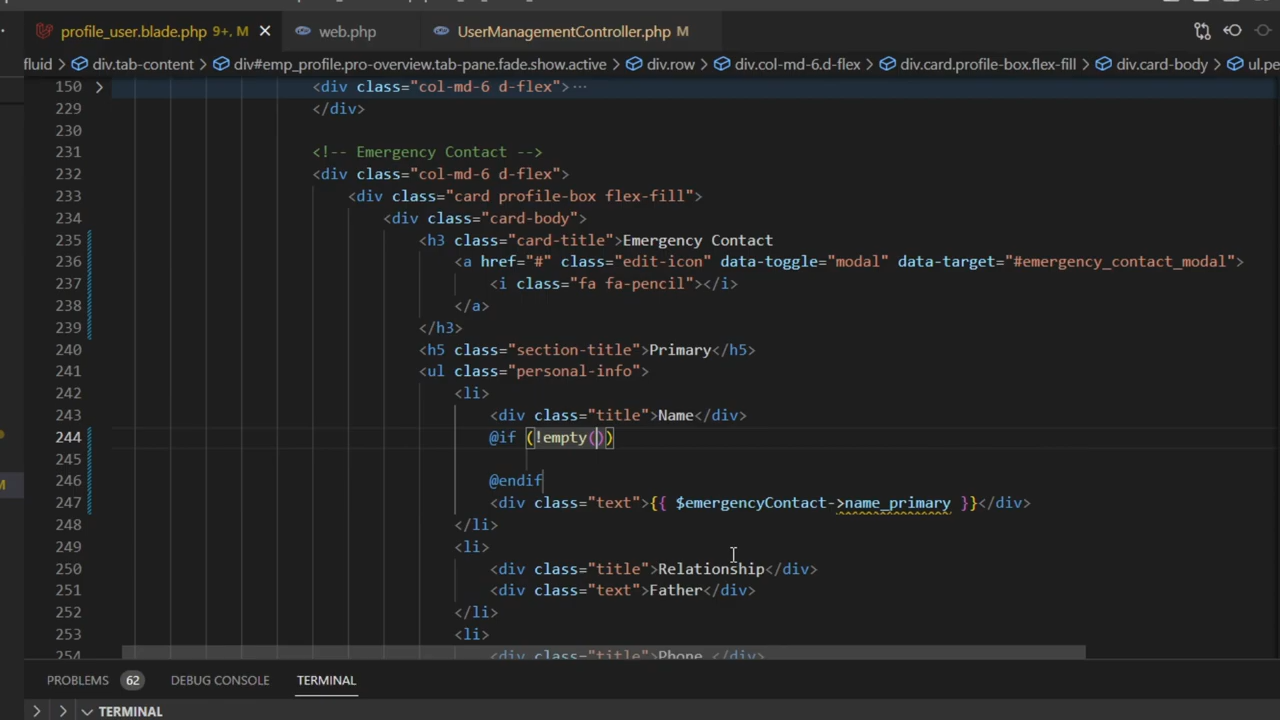 profile_user.blade.php 9+, M web.php UserManagementController.php M
fluid div.tab-content div#emp_profile.pro-overview.tab-pane.fade.show.active div.row div.col-md-6.d-flex div.card.profile-box.flex-fill div.card-body ul.pe
150 <div class="col-md-6 d-flex">···
229 </div>
230
231 <!-- Emergency Contact -->
232 <div class="col-md-6 d-flex">
233 <div class="card profile-box flex-fill">
234 <div class="card-body">
235 <h3 class="card-title">Emergency Contact
236 <a href="#" class="edit-icon" data-toggle="modal" data-target="#emergency_contact_modal">
237 <i class="fa fa-pencil"></i>
238 </a>
239 </h3>
240 <h5 class="section-title">Primary</h5>
241 <ul class="personal-info">
242 <li>
243 <div class="title">Name</div>
244 @if (!empty())
245
246 @endif
247 <div class="text">{{ $emergencyContact->name_primary }}</div>
248 </li>
249 <li>
250 <div class="title">Relationship</div>
251 <div class="text">Father</div>
252 </li>
253 <li>
254 <div class="title">Phone </div>
PROBLEMS 62 DEBUG CONSOLE TERMINAL
TERMINAL
M